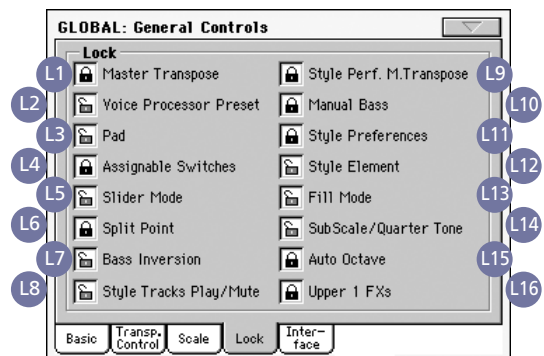 GLOBAL: General Controls
Lock
L1 Master Transpose
L2 Voice Processor Preset
L3 Pad
L4 Assignable Switches
L5 Slider Mode
L6 Split Point
L7 Bass Inversion
L8 Style Tracks Play/Mute
Style Perf. M.Transpose L9
Manual Bass L10
Style Preferences L11
Style Element L12
Fill Mode L13
SubScale/Quarter Tone L14
Auto Octave L15
Upper 1 FXs L16
Basic
Transp.
Control
Scale
Lock
Inter-
face